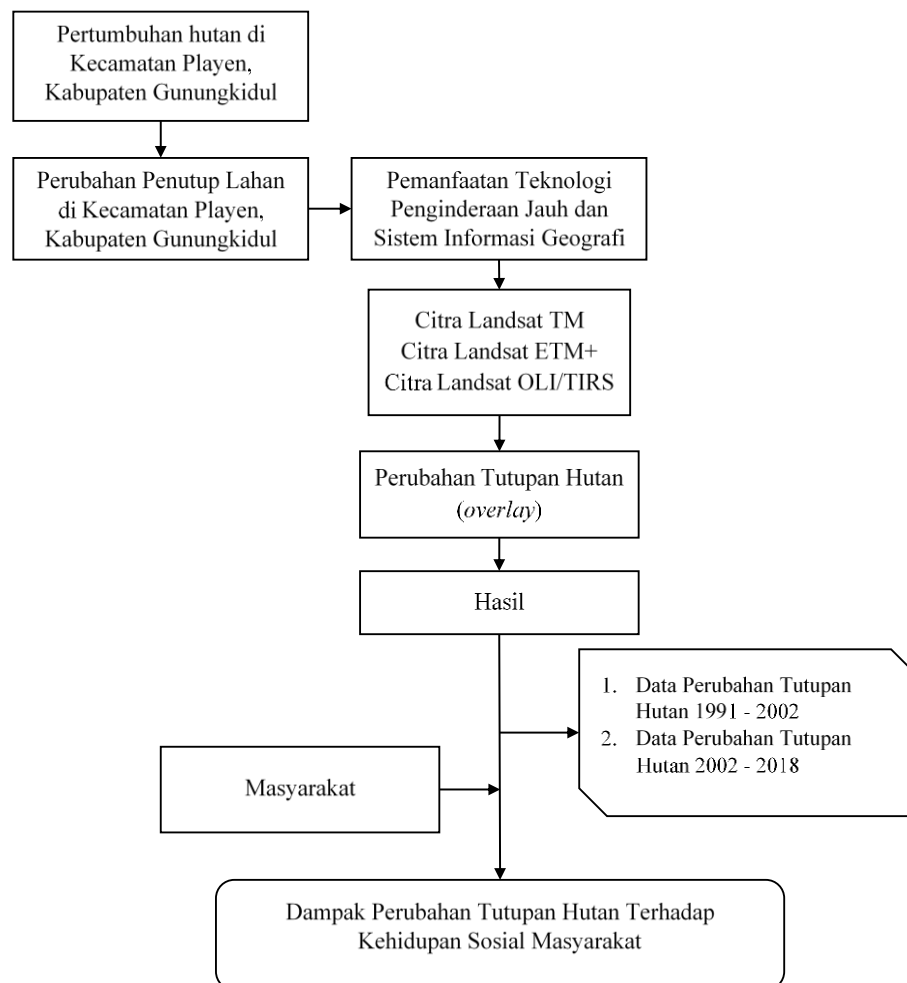 Pertumbuhan hutan di
Kecamatan Playen,
Kabupaten Gunungkidul
Perubahan Penutup Lahan
di Kecamatan Playen,
Kabupaten Gunungkidul
Pemanfaatan Teknologi
Penginderaan Jauh dan
Sistem Informasi Geografi
Citra Landsat TM
Citra Landsat ETM+
Citra Landsat OLI/TIRS
Perubahan Tutupan Hutan
(overlay)
Hasil
1. Data Perubahan Tutupan
Hutan 1991 - 2002
2. Data Perubahan Tutupan
Hutan 2002 - 2018
Masyarakat
Dampak Perubahan Tutupan Hutan Terhadap
Kehidupan Sosial Masyarakat